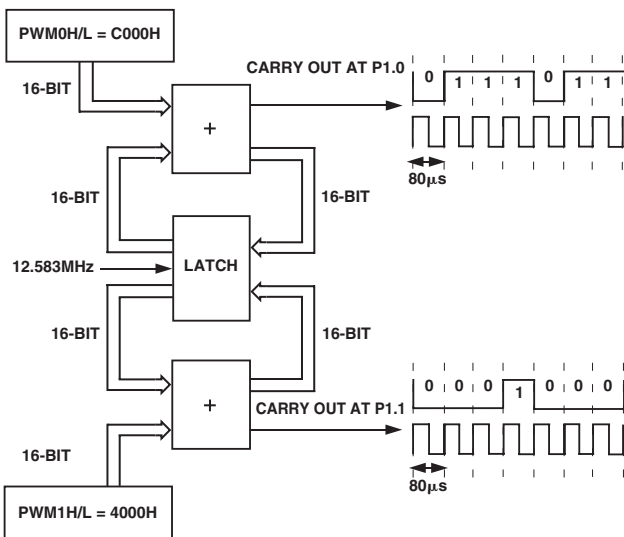 PWM0H/L = C000H
16-BIT
CARRY OUT AT P1.0
0 1 1 1 0 1 1
+
80μs
16-BIT
16-BIT
12.583MHz
LATCH
16-BIT
16-BIT
0 0 0 1 0 0 0
+
CARRY OUT AT P1.1
16-BIT
80μs
PWM1H/L = 4000H